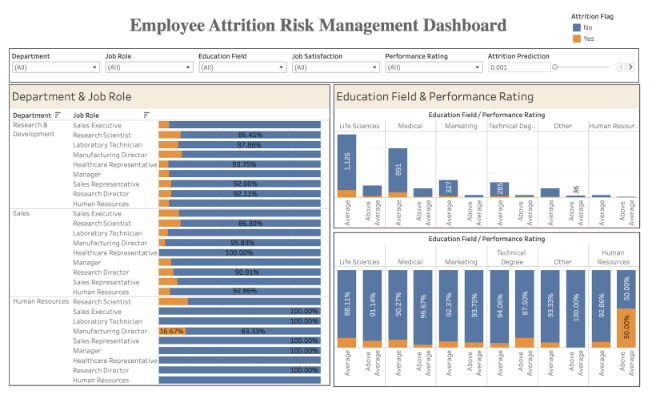 Employee Attrition Risk Management Dashboard
Attrition Flag
No
Yes
Department Job Role Education Field Job Satisfaction Performance Rating Attrition Prediction
(All) (All) (All) (All) (All) 0.001
Department & Job Role
Department Job Role
Research & Development
Sales Executive
Research Scientist 86.45%
Laboratory Technician 87.86%
Manufacturing Director
Healthcare Representative 93.75%
Manager
Sales Representative 92.00%
Research Director 92.11%
Human Resources
Sales Sales Executive
Research Scientist 86.30%
Laboratory Technician
Manufacturing Director 95.83%
Healthcare Representative 100.00%
Manager
Research Director 90.91%
Sales Representative
Human Resources 92.86%
Human Resources Research Scientist
Sales Executive 100.00%
Laboratory Technician
Manufacturing Director 16.67% 83.33%
Sales Representative 100.00%
Manager 100.00%
Healthcare Representative
Research Director 100.00%
Human Resources
Education Field & Performance Rating
Education Field / Performance Rating
Life Sciences Medical Marketing Technical Deg.. Other Human Resour..
1,126 891 327 265 36
Average Above Average Average Above Average Average Above Average Average Above Average Average Above Average Average Above Average
Education Field / Performance Rating
Life Sciences Medical Marketing Technical Degree Other Human Resources
88.11% 91.14% 90.27% 96.67% 92.37% 93.75% 94.06% 87.50% 93.33% 100.00% 92.86% 50.00% 50.00%
Average Above Average Average Above Average Average Above Average Average Above Average Average Above Average Average Above Average